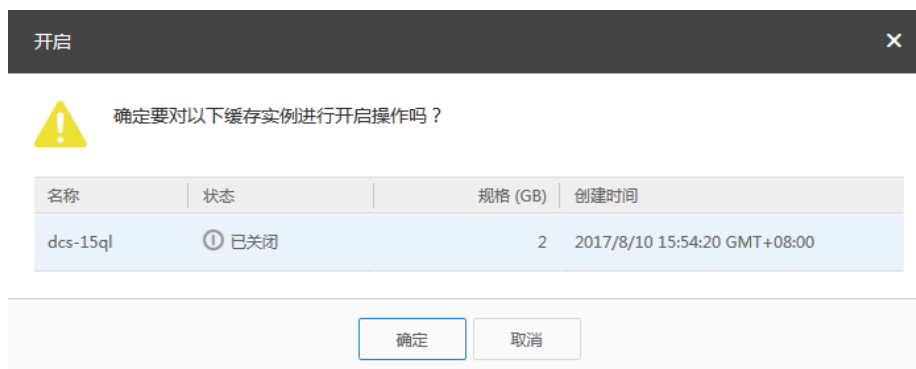 开启
确定要对以下缓存实例进行开启操作吗？
名称 状态 规格 (GB) 创建时间
dcs-15ql 已关闭 2 2017/8/10 15:54:20 GMT+08:00
确定 取消